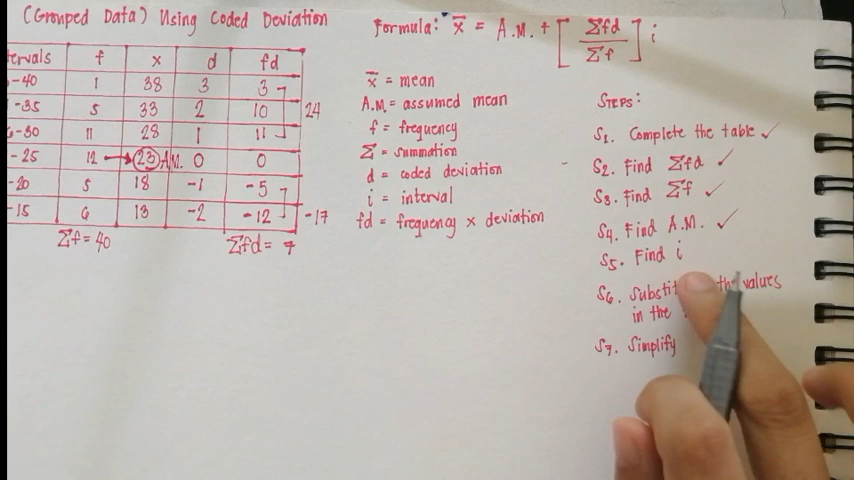 (Grouped Data) Using Coded Deviation
Formula: x̄ = A.M. + [ Σfd / Σf ] i
tervals f x d fd
-40 1 38 3 3
-35 5 33 2 10 24
-30 11 28 1 11
-25 12 → 23 A.M. 0 0
-20 5 18 -1 -5
-15 6 13 -2 -12 -17
Σf = 40 Σfd = 7
x̄ = mean
A.M. = assumed mean
f = frequency
Σ = summation
d = coded deviation
i = interval
fd = frequency x deviation
Steps:
S1. Complete the table ✓
S2. Find Σfd ✓
S3. Find Σf ✓
S4. Find A.M. ✓
S5. Find i
S6. Substit the values
in the
S7. Simplify